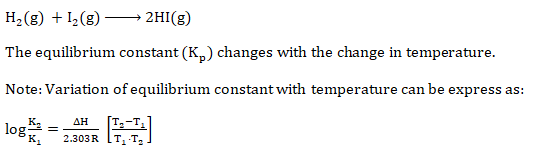 H₂(g) + I₂(g) ⟶ 2HI(g)
The equilibrium constant (Kₚ) changes with the change in temperature.
Note: Variation of equilibrium constant with temperature can be express as:
log K₂/K₁ = ΔH/2.303R [T₂−T₁/T₁·T₂]